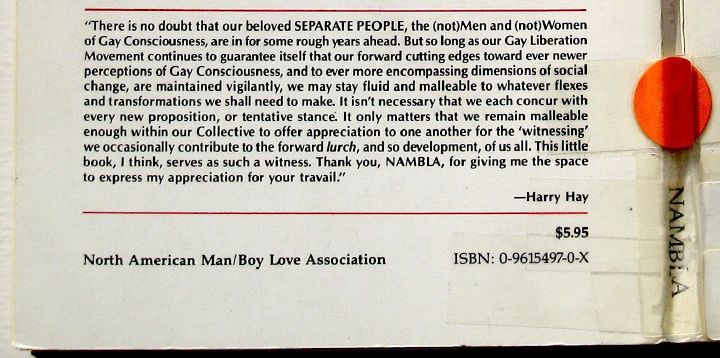 "There is no doubt that our beloved SEPARATE PEOPLE, the (not)Men and (not)Women
of Gay Consciousness, are in for some rough years ahead. But so long as our Gay Liberation
Movement continues to guarantee itself that our forward cutting edges toward ever newer
perceptions of Gay Consciousness, and to ever more encompassing dimensions of social
change, are maintained vigilantly, we may stay fluid and malleable to whatever flexes
and transformations we shall need to make. It isn't necessary that we each concur with
every new proposition, or tentative stance. It only matters that we remain malleable
enough within our Collective to offer appreciation to one another for the 'witnessing'
we occasionally contribute to the forward lurch, and so development, of us all. This little
book, I think, serves as such a witness. Thank you, NAMBLA, for giving me the space
to express my appreciation for your travail."
—Harry Hay
$5.95
North American Man/Boy Love Association
ISBN: 0-9615497-0-X
NAMBLA